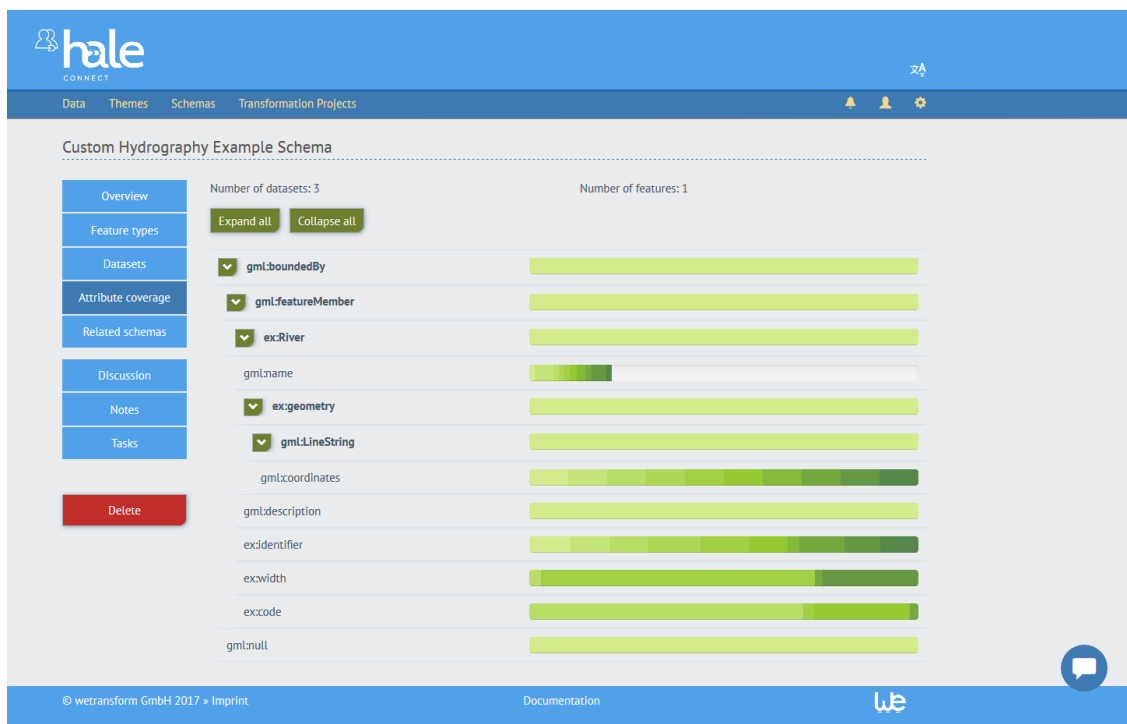 hale
CONNECT
Data Themes Schemas Transformation Projects
Custom Hydrography Example Schema
Overview
Feature types
Datasets
Attribute coverage
Related schemas
Discussion
Notes
Tasks
Delete
Number of datasets: 3 Number of features: 1
Expand all Collapse all
gml:boundedBy
gml:featureMember
ex:River
gml:name
ex:geometry
gml:LineString
gml:coordinates
gml:description
ex:identifier
ex:width
ex:code
gml:null
© wetransform GmbH 2017 » Imprint Documentation we